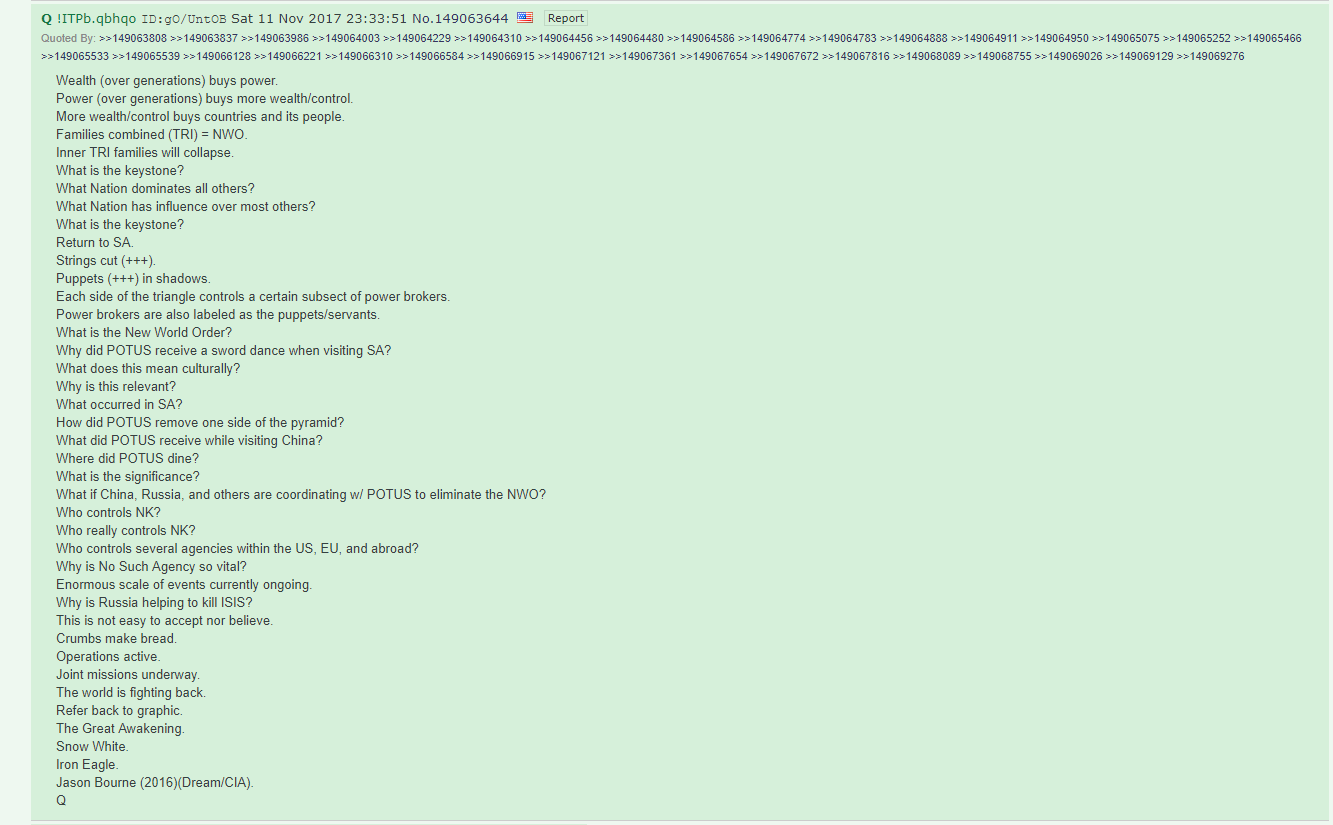 Q !ITPb.qbhqo ID:gO/UntOB Sat 11 Nov 2017 23:33:51 No.149063644 Report
Quoted By: >>149063808 >>149063837 >>149063986 >>149064003 >>149064229 >>149064310 >>149064456 >>149064480 >>149064586 >>149064774 >>149064783 >>149064888 >>149064911 >>149064950 >>149065075 >>149065252 >>149065466
>>149065533 >>149065539 >>149066128 >>149066221 >>149066310 >>149066584 >>149066915 >>149067121 >>149067361 >>149067654 >>149067672 >>149067816 >>149068089 >>149068755 >>149069026 >>149069129 >>149069276
Wealth (over generations) buys power.
Power (over generations) buys more wealth/control.
More wealth/control buys countries and its people.
Families combined (TRI) = NWO.
Inner TRI families will collapse.
What is the keystone?
What Nation dominates all others?
What Nation has influence over most others?
What is the keystone?
Return to SA.
Strings cut (+++).
Puppets (+++) in shadows.
Each side of the triangle controls a certain subsect of power brokers.
Power brokers are also labeled as the puppets/servants.
What is the New World Order?
Why did POTUS receive a sword dance when visiting SA?
What does this mean culturally?
Why is this relevant?
What occurred in SA?
How did POTUS remove one side of the pyramid?
What did POTUS receive while visiting China?
Where did POTUS dine?
What is the significance?
What if China, Russia, and others are coordinating w/ POTUS to eliminate the NWO?
Who controls NK?
Who really controls NK?
Who controls several agencies within the US, EU, and abroad?
Why is No Such Agency so vital?
Enormous scale of events currently ongoing.
Why is Russia helping to kill ISIS?
This is not easy to accept nor believe.
Crumbs make bread.
Operations active.
Joint missions underway.
The world is fighting back.
Refer back to graphic.
The Great Awakening.
Snow White.
Iron Eagle.
Jason Bourne (2016)(Dream/CIA).
Q